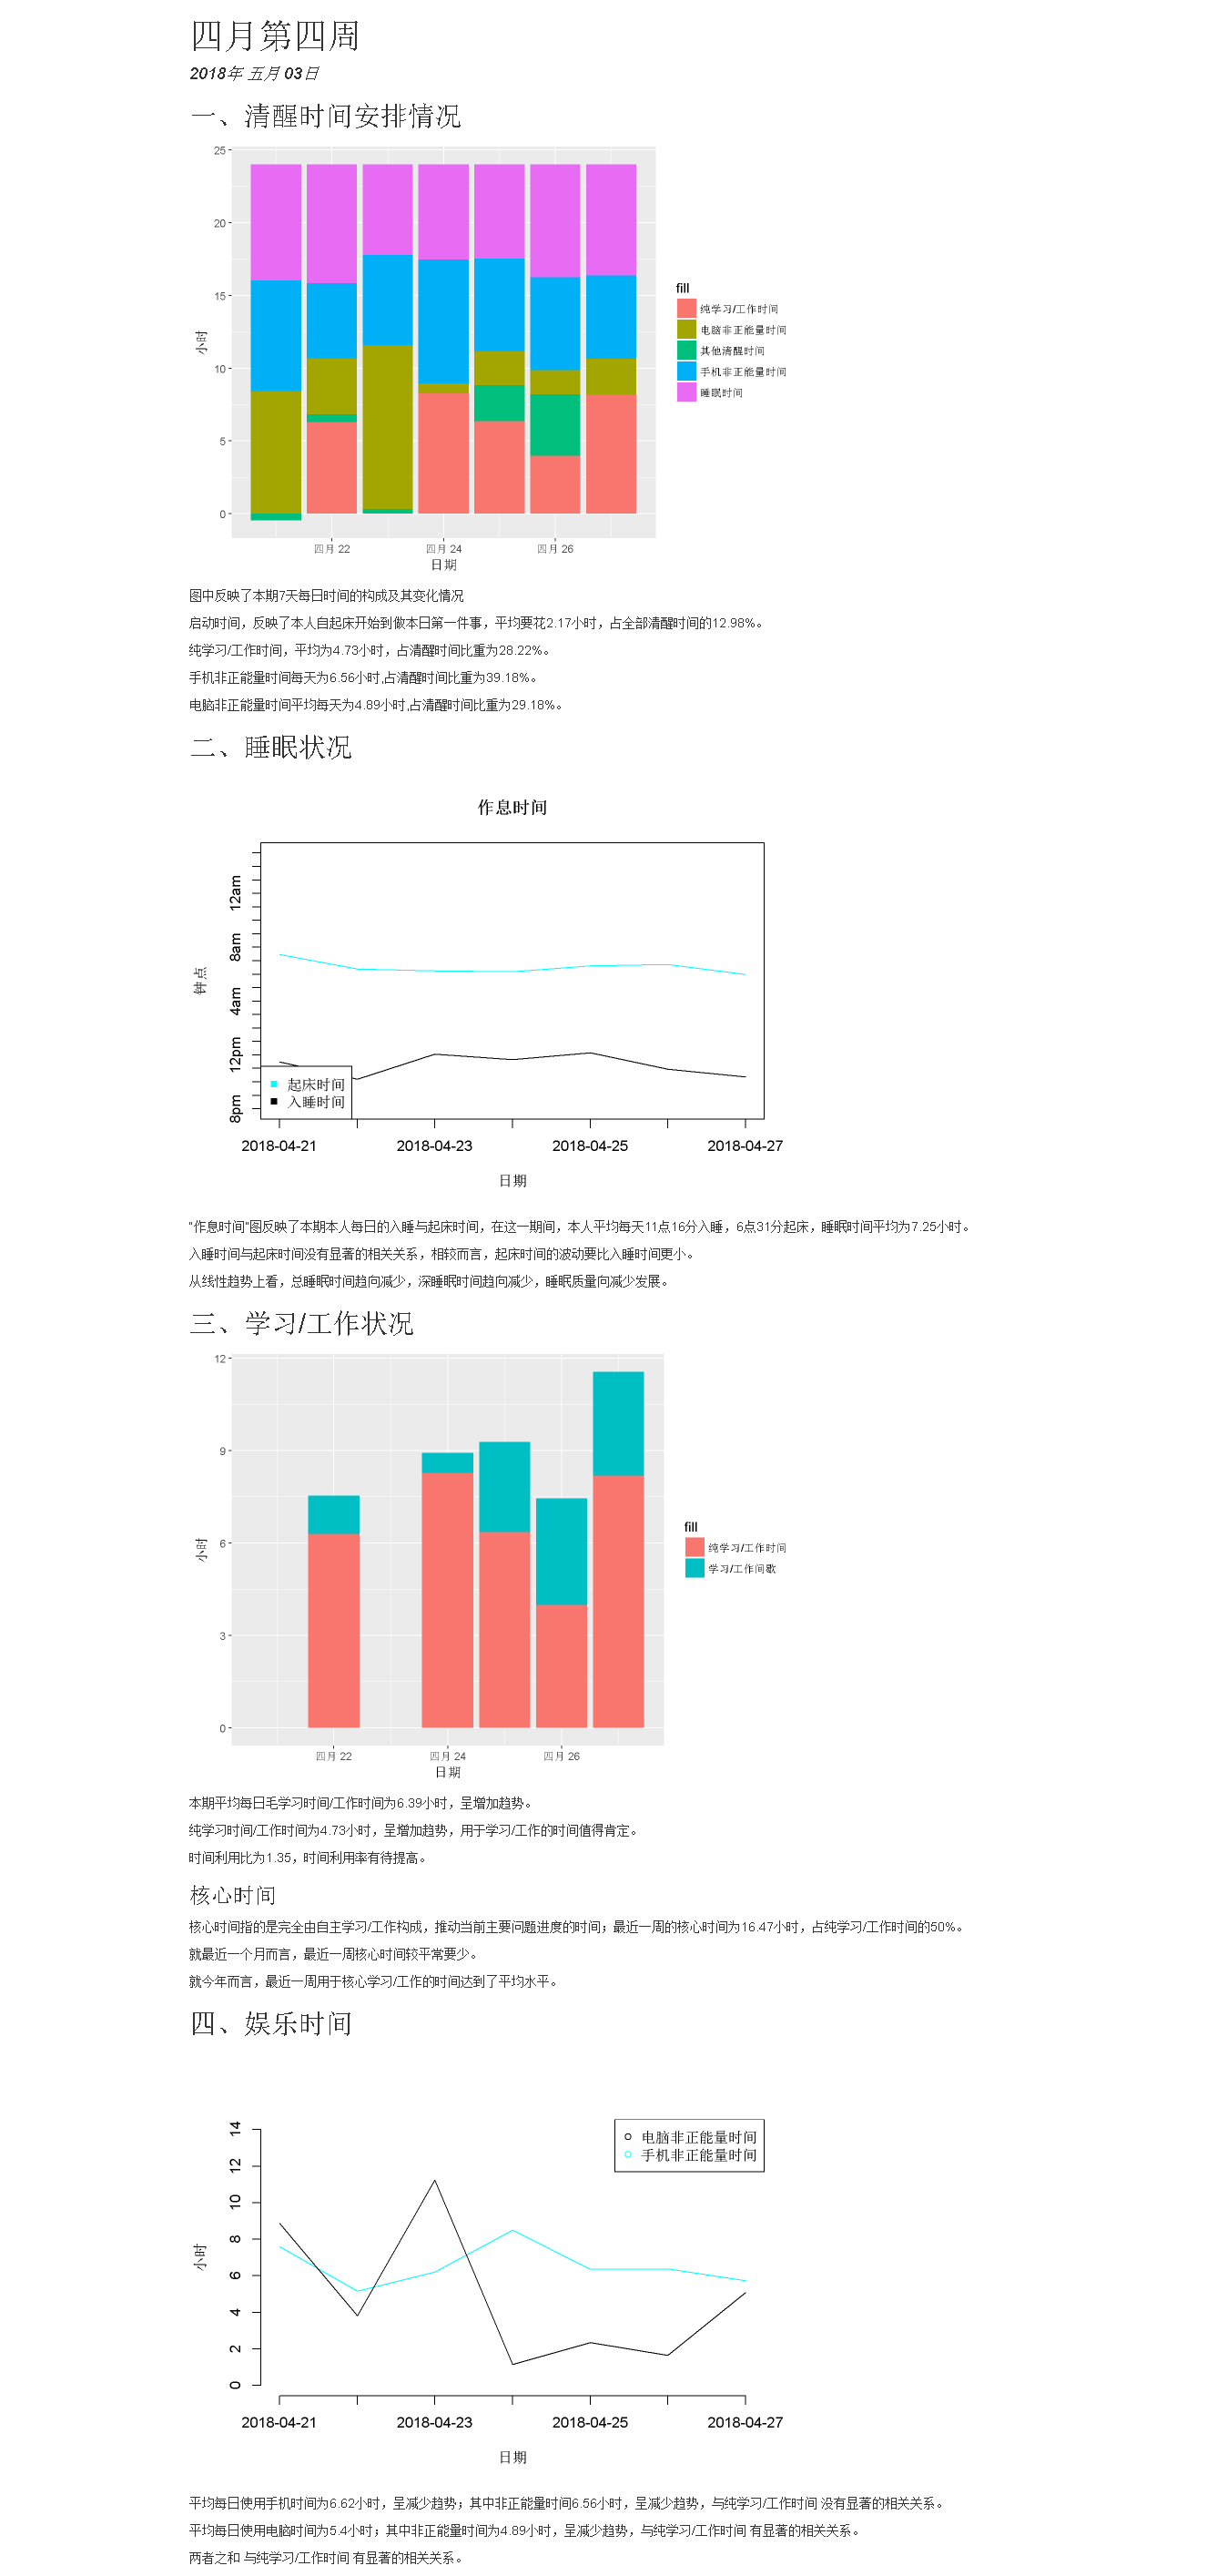 四月第四周
2018年 五月 03日
一、清醒时间安排情况
25
20
15
10
5
0
小时
四月 22
四月 24
四月 26
日期
fill
纯学习/工作时间
电脑非正能量时间
其他清醒时间
手机非正能量时间
睡眠时间
图中反映了本期7天每日时间的构成及其变化情况
启动时间，反映了本人自起床开始到做本日第一件事，平均要花2.17小时，占全部清醒时间的12.98%。
纯学习/工作时间，平均为4.73小时，占清醒时间比重为28.22%。
手机非正能量时间每天为6.56小时,占清醒时间比重为39.18%。
电脑非正能量时间平均每天为4.89小时,占清醒时间比重为29.18%。
二、睡眠状况
作息时间
12am
8am
4am
12pm
8pm
钟点
起床时间
入睡时间
2018-04-21
2018-04-23
2018-04-25
2018-04-27
日期
"作息时间"图反映了本期本人每日的入睡与起床时间，在这一期间，本人平均每天11点16分入睡，6点31分起床，睡眠时间平均为7.25小时。
入睡时间与起床时间没有显著的相关关系，相较而言，起床时间的波动要比入睡时间更小。
从线性趋势上看，总睡眠时间趋向减少，深睡眠时间趋向减少，睡眠质量向减少发展。
三、学习/工作状况
12
9
6
3
0
小时
四月 22
四月 24
四月 26
日期
fill
纯学习/工作时间
学习/工作间歇
本期平均每日毛学习时间/工作时间为6.39小时，呈增加趋势。
纯学习时间/工作时间为4.73小时，呈增加趋势，用于学习/工作的时间值得肯定。
时间利用比为1.35，时间利用率有待提高。
核心时间
核心时间指的是完全由自主学习/工作构成，推动当前主要问题进度的时间；最近一周的核心时间为16.47小时，占纯学习/工作时间的50%。
就最近一个月而言，最近一周核心时间较平常要少。
就今年而言，最近一周用于核心学习/工作的时间达到了平均水平。
四、娱乐时间
14
12
10
8
6
4
2
0
小时
电脑非正能量时间
手机非正能量时间
2018-04-21
2018-04-23
2018-04-25
2018-04-27
日期
平均每日使用手机时间为6.62小时，呈减少趋势；其中非正能量时间6.56小时，呈减少趋势，与纯学习/工作时间 没有显著的相关关系。
平均每日使用电脑时间为5.4小时；其中非正能量时间为4.89小时，呈减少趋势，与纯学习/工作时间 有显著的相关关系。
两者之和 与纯学习/工作时间 有显著的相关关系。